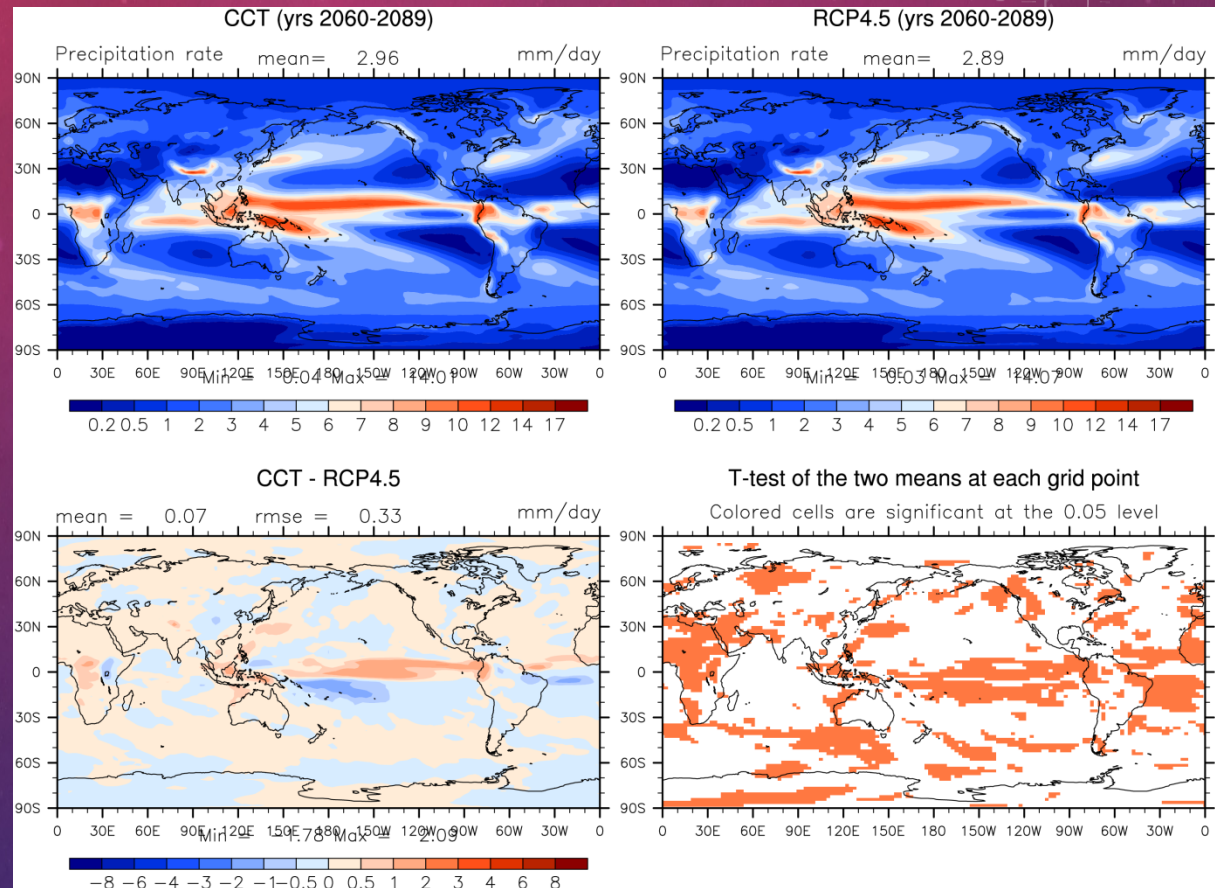 CCT (yrs 2060-2089)
Precipitation rate mean= 2.96 mm/day
90N
60N
30N
0
30S
60S
90S
0 30E 60E 90E 120E 150E 180 150W 120W 90W 60W 30W 0
Min = 0.04 Max = 14.01
0.2 0.5 1 2 3 4 5 6 7 8 9 10 12 14 17
RCP4.5 (yrs 2060-2089)
Precipitation rate mean= 2.89 mm/day
90N
60N
30N
0
30S
60S
90S
0 30E 60E 90E 120E 150E 180 150W 120W 90W 60W 30W 0
Min = 0.03 Max = 14.07
0.2 0.5 1 2 3 4 5 6 7 8 9 10 12 14 17
CCT - RCP4.5
mean = 0.07 rmse = 0.33 mm/day
90N
60N
30N
0
30S
60S
90S
0 30E 60E 90E 120E 150E 180 150W 120W 90W 60W 30W 0
Min = -1.78 Max = 2.09
-8 -6 -4 -3 -2 -1 -0.5 0 0.5 1 2 3 4 6 8
T-test of the two means at each grid point
Colored cells are significant at the 0.05 level
90N
60N
30N
0
30S
60S
90S
0 30E 60E 90E 120E 150E 180 150W 120W 90W 60W 30W 0